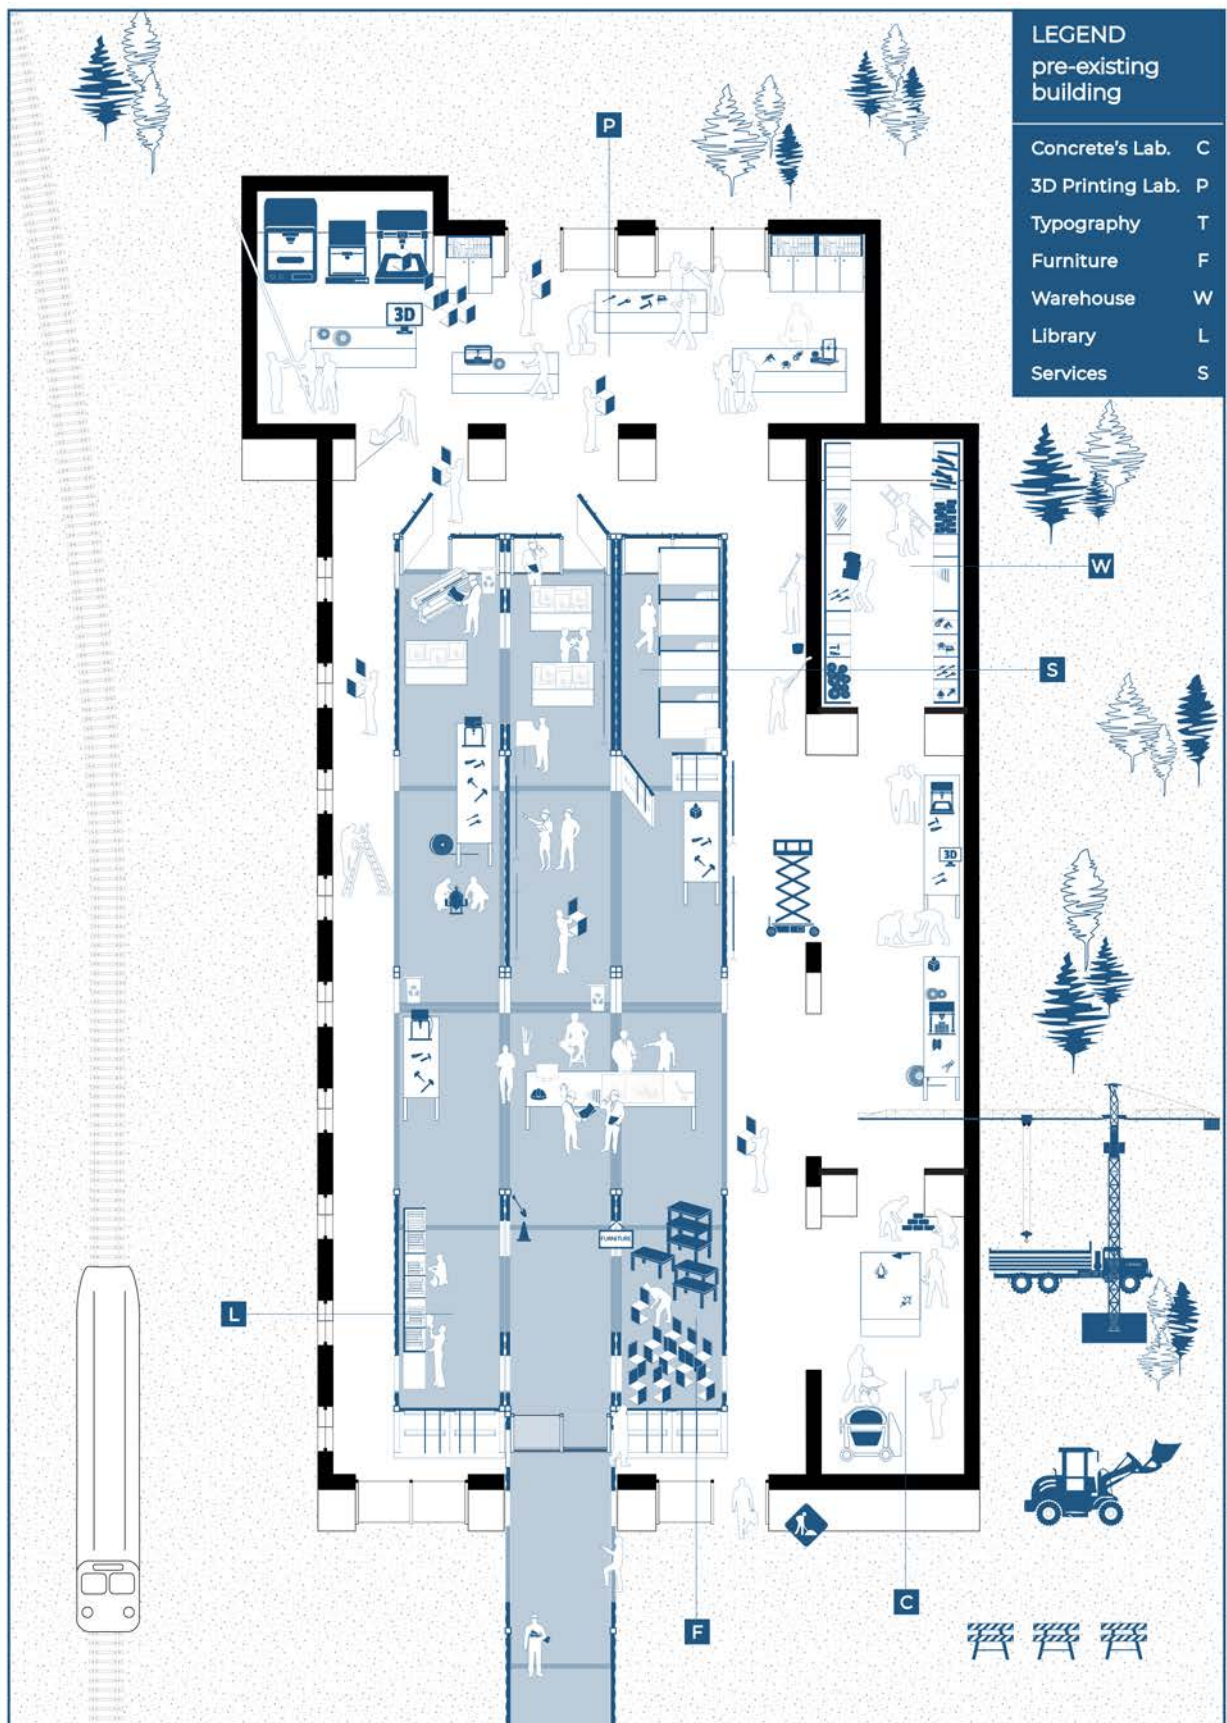 LEGEND
pre-existing
building
Concrete's Lab. C
3D Printing Lab. P
Typography T
Furniture F
Warehouse W
Library L
Services S
P
3D
W
S
3D
FURNITURE
L
C
F